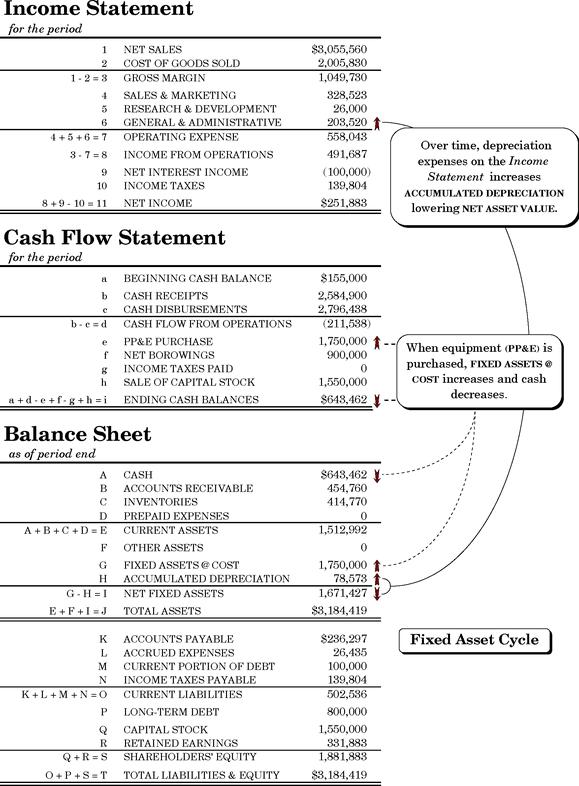 Income Statement
for the period
1 NET SALES $3,055,560
2 COST OF GOODS SOLD 2,005,830
1 - 2 = 3 GROSS MARGIN 1,049,730
4 SALES & MARKETING 328,523
5 RESEARCH & DEVELOPMENT 26,000
6 GENERAL & ADMINISTRATIVE 203,520
4 + 5 + 6 = 7 OPERATING EXPENSE 558,043
3 - 7 = 8 INCOME FROM OPERATIONS 491,687
9 NET INTEREST INCOME (100,000)
10 INCOME TAXES 139,804
8 + 9 - 10 = 11 NET INCOME $251,883
Over time, depreciation
expenses on the Income
Statement increases
ACCUMULATED DEPRECIATION
lowering NET ASSET VALUE.
Cash Flow Statement
for the period
a BEGINNING CASH BALANCE $155,000
b CASH RECEIPTS 2,584,900
c CASH DISBURSEMENTS 2,796,438
b - c = d CASH FLOW FROM OPERATIONS (211,538)
e PP&E PURCHASE 1,750,000
f NET BOROWINGS 900,000
g INCOME TAXES PAID 0
h SALE OF CAPITAL STOCK 1,550,000
a + d - e + f - g + h = i ENDING CASH BALANCES $643,462
When equipment (PP&E) is
purchased, FIXED ASSETS @
COST increases and cash
decreases.
Balance Sheet
as of period end
A CASH $643,462
B ACCOUNTS RECEIVABLE 454,760
C INVENTORIES 414,770
D PREPAID EXPENSES 0
A + B + C + D = E CURRENT ASSETS 1,512,992
F OTHER ASSETS 0
G FIXED ASSETS @ COST 1,750,000
H ACCUMULATED DEPRECIATION 78,573
G - H = I NET FIXED ASSETS 1,671,427
E + F + I = J TOTAL ASSETS $3,184,419
K ACCOUNTS PAYABLE $236,297
L ACCRUED EXPENSES 26,435
M CURRENT PORTION OF DEBT 100,000
N INCOME TAXES PAYABLE 139,804
K + L + M + N = O CURRENT LIABILITIES 502,536
P LONG-TERM DEBT 800,000
Q CAPITAL STOCK 1,550,000
R RETAINED EARNINGS 331,883
Q + R = S SHAREHOLDERS' EQUITY 1,881,883
O + P + S = T TOTAL LIABILITIES & EQUITY $3,184,419
Fixed Asset Cycle